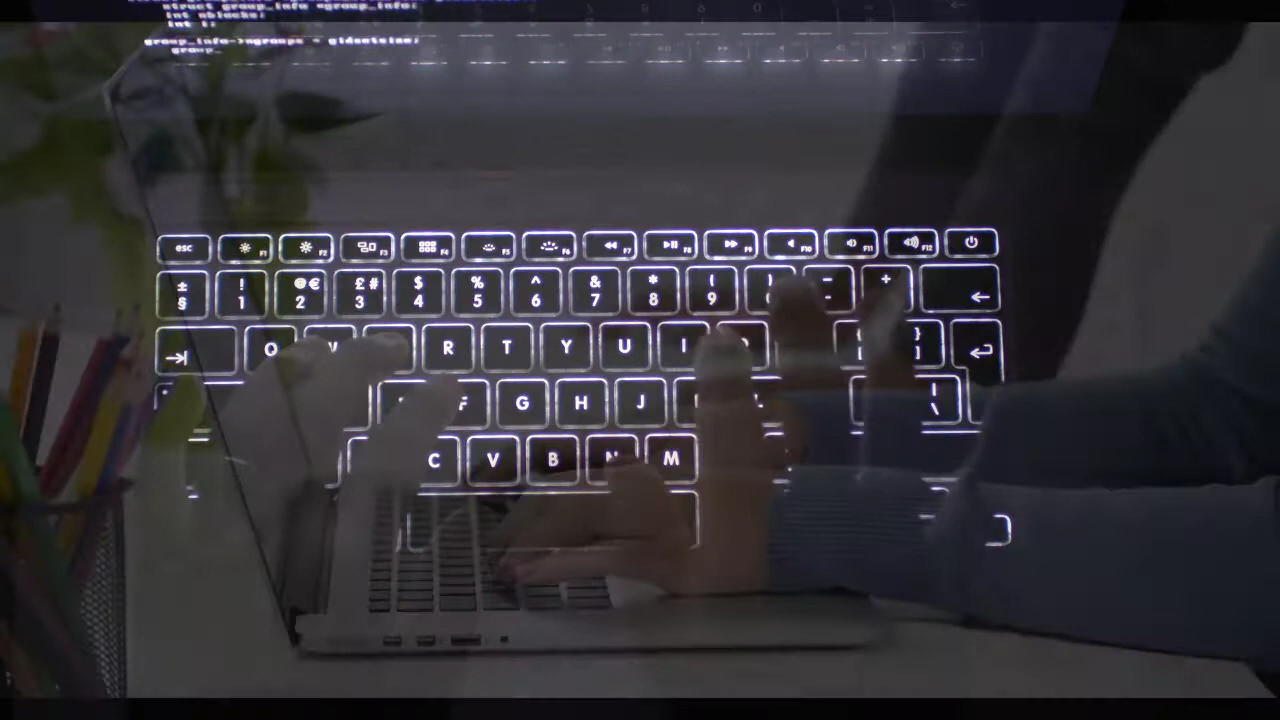 struct group_info *group_info;
int nblocks;
int i;
group_info->ngroups = gidsetsize;
group_
esc F1 F2 F3 F4 F5 F6 F7 F8 F9 F10 F11 F12
± ! @ € £ # $ % ^ & * ( ) – +
§ 1 2 3 4 5 6 7 8 9 -
Q W R T Y U I { }
[ ]
F G H J | \
C V B N M